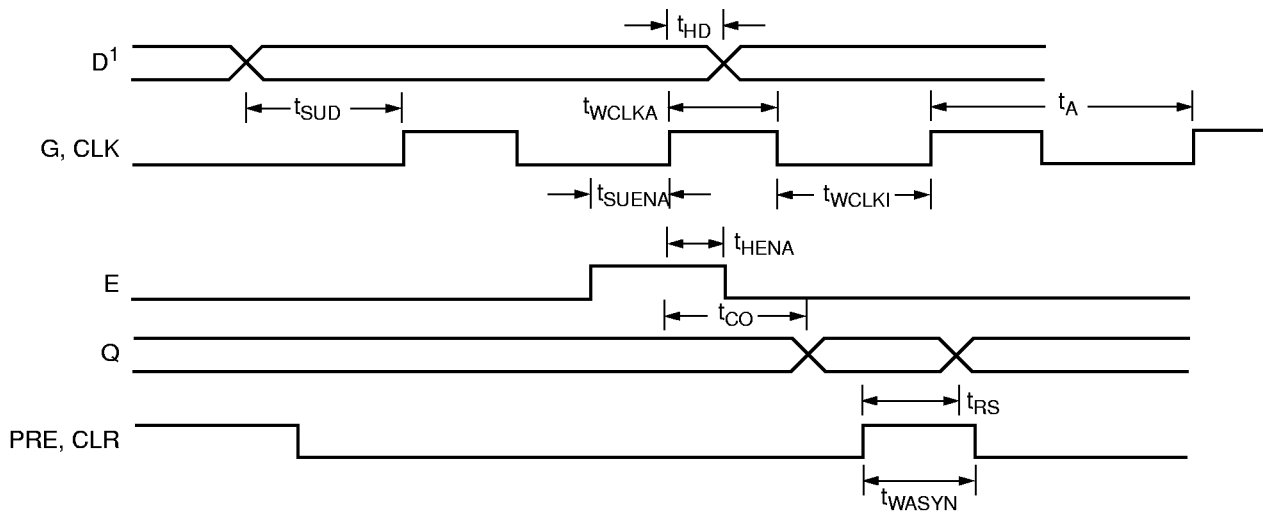 tHD
D¹
tSUD
tWCLKA
tA
G, CLK
tSUENA
tWCLKI
tHENA
E
tCO
Q
tRS
PRE, CLR
tWASYN